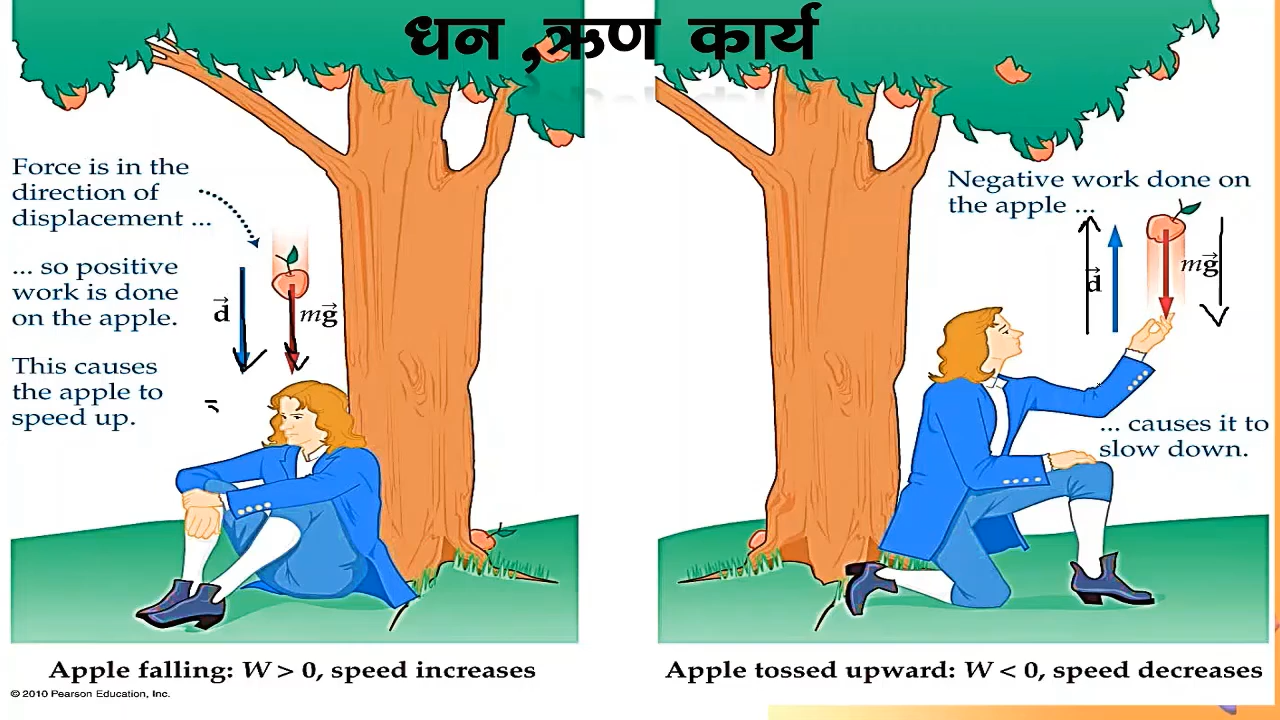 धन ,ऋण कार्य
Force is in the
direction of
displacement ...
... so positive
work is done
on the apple.
This causes
the apple to
speed up.
d⃗
mg⃗
Apple falling: W > 0, speed increases
© 2010 Pearson Education, Inc.
Negative work done on
the apple ...
d⃗
mg⃗
... causes it to
slow down.
Apple tossed upward: W < 0, speed decreases